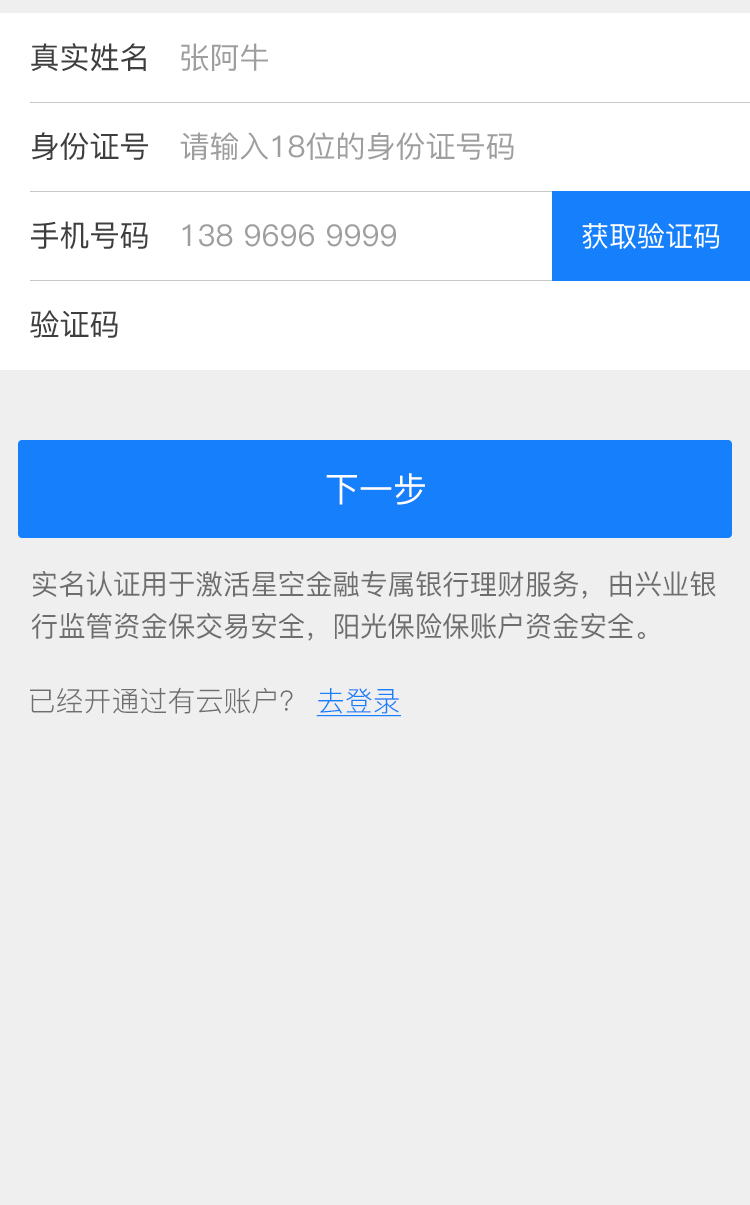 真实姓名 张阿牛
身份证号 请输入18位的身份证号码
手机号码 138 9696 9999 获取验证码
验证码
下一步
实名认证用于激活星空金融专属银行理财服务，由兴业银
行监管资金保交易安全，阳光保险保账户资金安全。
已经开通过有云账户？ 去登录